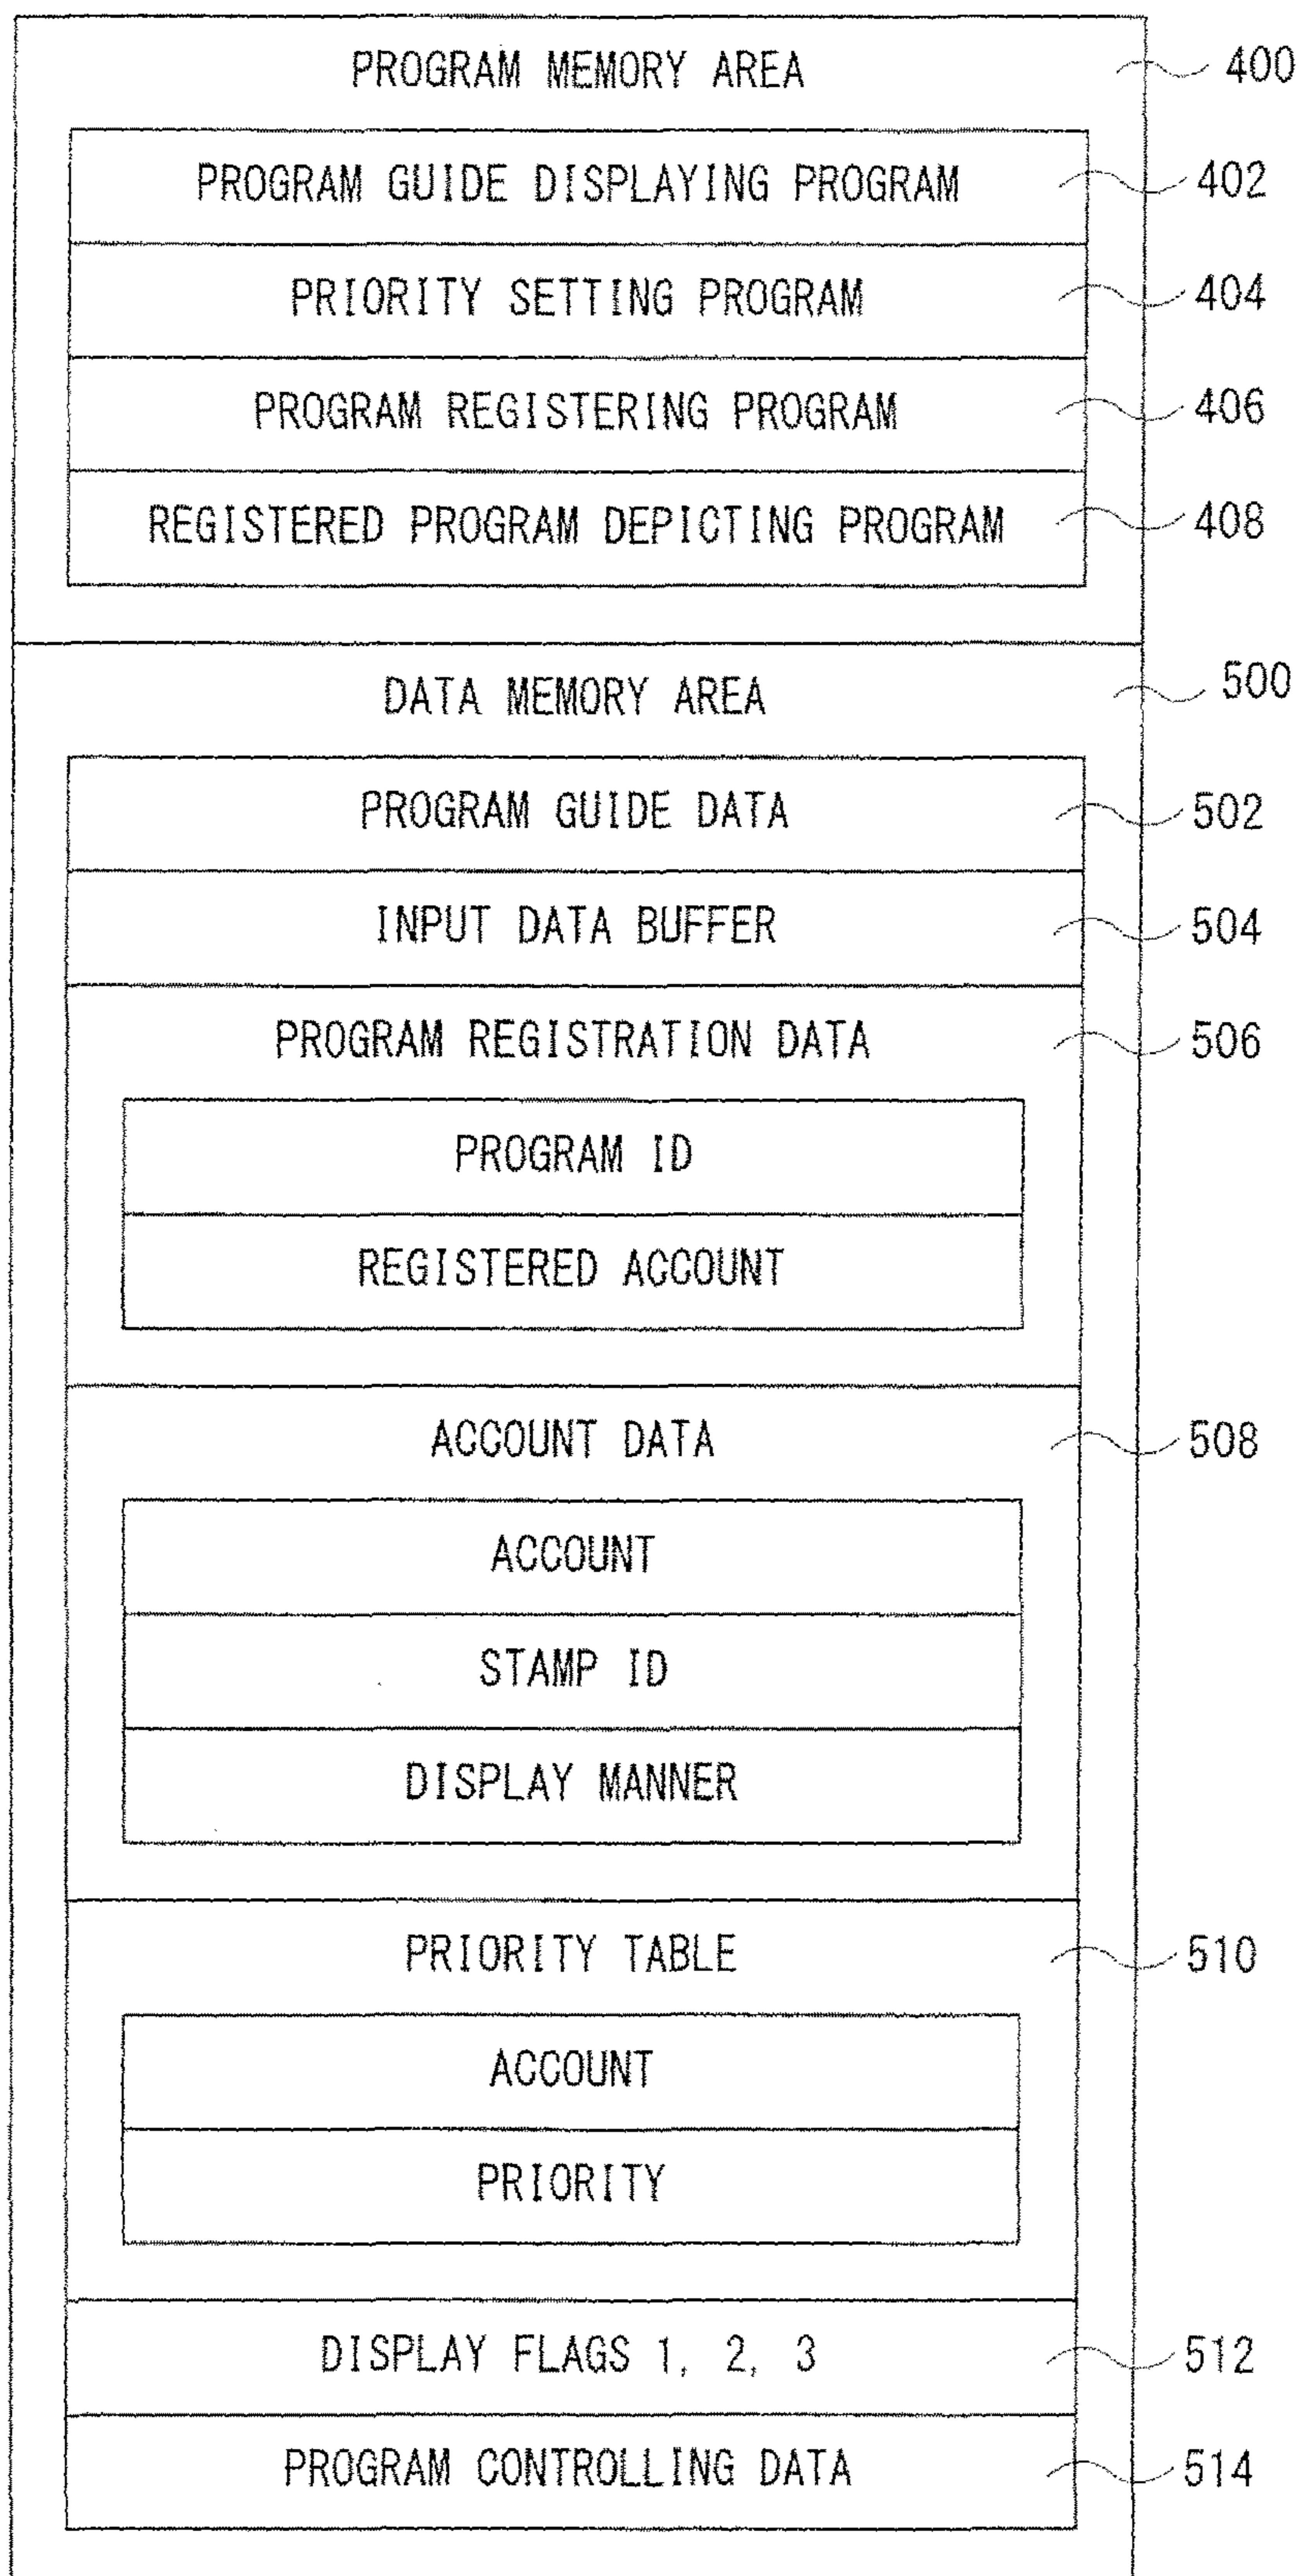 PROGRAM MEMORY AREA 400
PROGRAM GUIDE DISPLAYING PROGRAM 402
PRIORITY SETTING PROGRAM 404
PROGRAM REGISTERING PROGRAM 406
REGISTERED PROGRAM DEPICTING PROGRAM 408
DATA MEMORY AREA 500
PROGRAM GUIDE DATA 502
INPUT DATA BUFFER 504
PROGRAM REGISTRATION DATA 506
PROGRAM ID
REGISTERED ACCOUNT
ACCOUNT DATA 508
ACCOUNT
STAMP ID
DISPLAY MANNER
PRIORITY TABLE 510
ACCOUNT
PRIORITY
DISPLAY FLAGS 1, 2, 3 512
PROGRAM CONTROLLING DATA 514